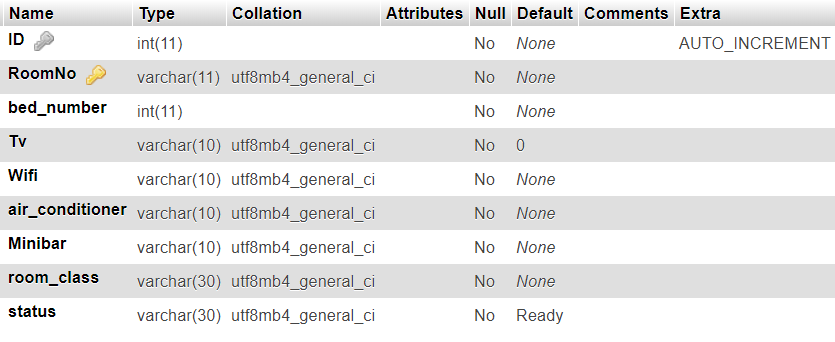 Name Type Collation Attributes Null Default Comments Extra
ID int(11) No None AUTO_INCREMENT
RoomNo varchar(11) utf8mb4_general_ci No None
bed_number int(11) No None
Tv varchar(10) utf8mb4_general_ci No 0
Wifi varchar(10) utf8mb4_general_ci No None
air_conditioner varchar(10) utf8mb4_general_ci No None
Minibar varchar(10) utf8mb4_general_ci No None
room_class varchar(30) utf8mb4_general_ci No None
status varchar(30) utf8mb4_general_ci No Ready